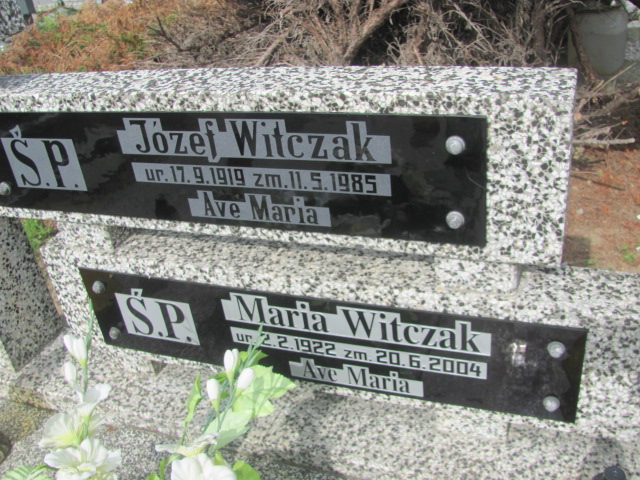 Ś.P. Józef Witczak
ur. 17.9.1919 zm. 11.5.1985
Ave Maria
Ś.P. Maria Witczak
ur. 2.2.1922 zm. 20.6.2004
Ave Maria